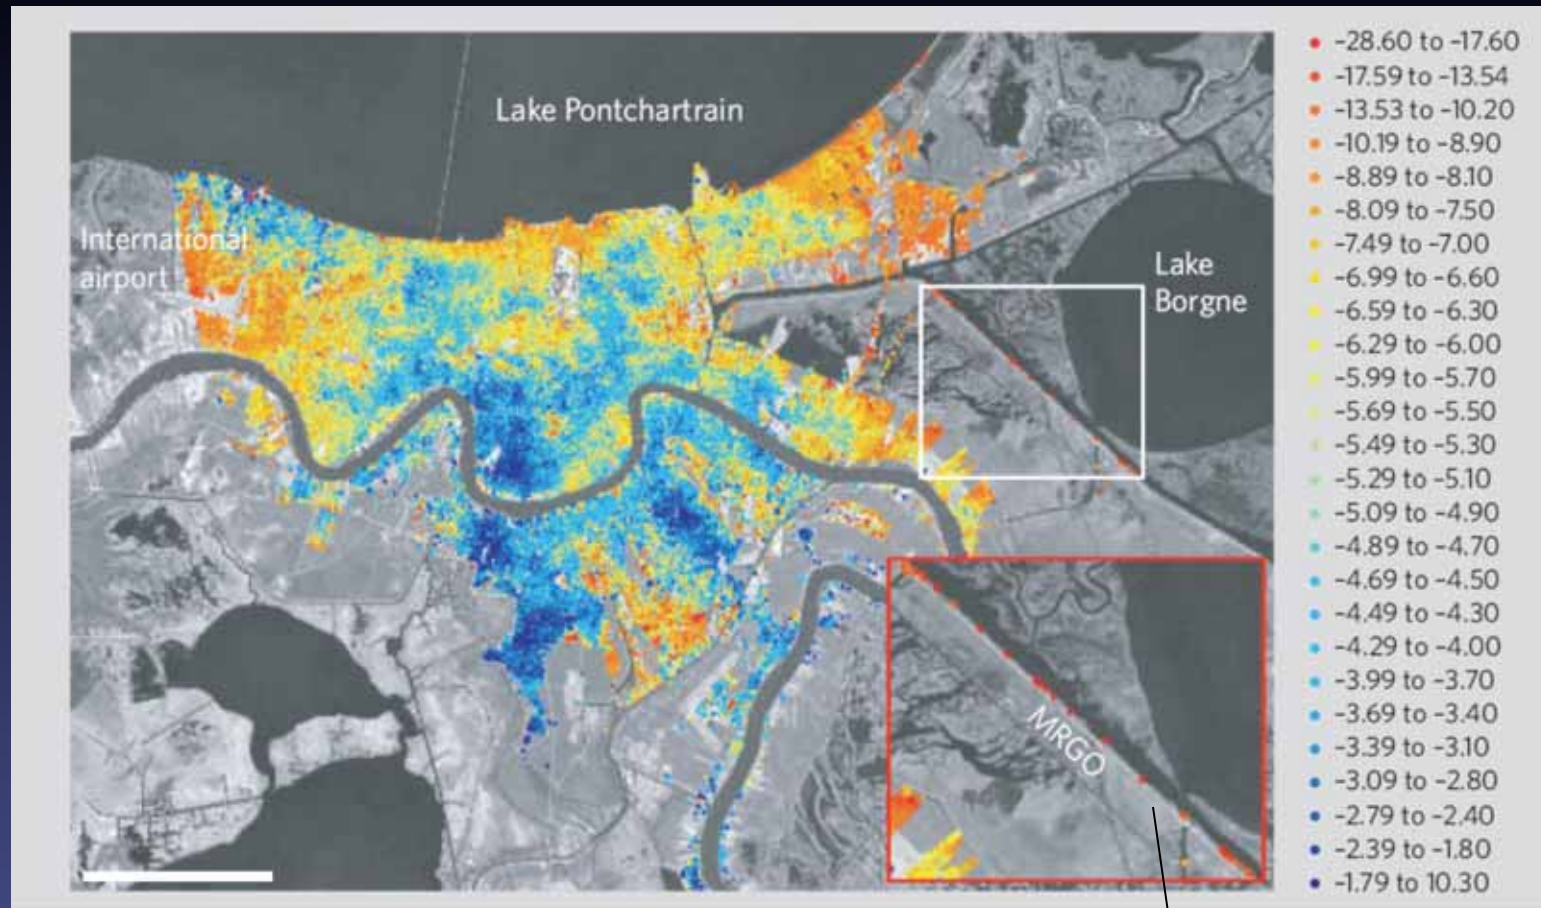 Lake Pontchartrain
International
airport
Lake
Borgne
MRGO
-28.60 to -17.60
-17.59 to -13.54
-13.53 to -10.20
-10.19 to -8.90
-8.89 to -8.10
-8.09 to -7.50
-7.49 to -7.00
-6.99 to -6.60
-6.59 to -6.30
-6.29 to -6.00
-5.99 to -5.70
-5.69 to -5.50
-5.49 to -5.30
-5.29 to -5.10
-5.09 to -4.90
-4.89 to -4.70
-4.69 to -4.50
-4.49 to -4.30
-4.29 to -4.00
-3.99 to -3.70
-3.69 to -3.40
-3.39 to -3.10
-3.09 to -2.80
-2.79 to -2.40
-2.39 to -1.80
-1.79 to 10.30